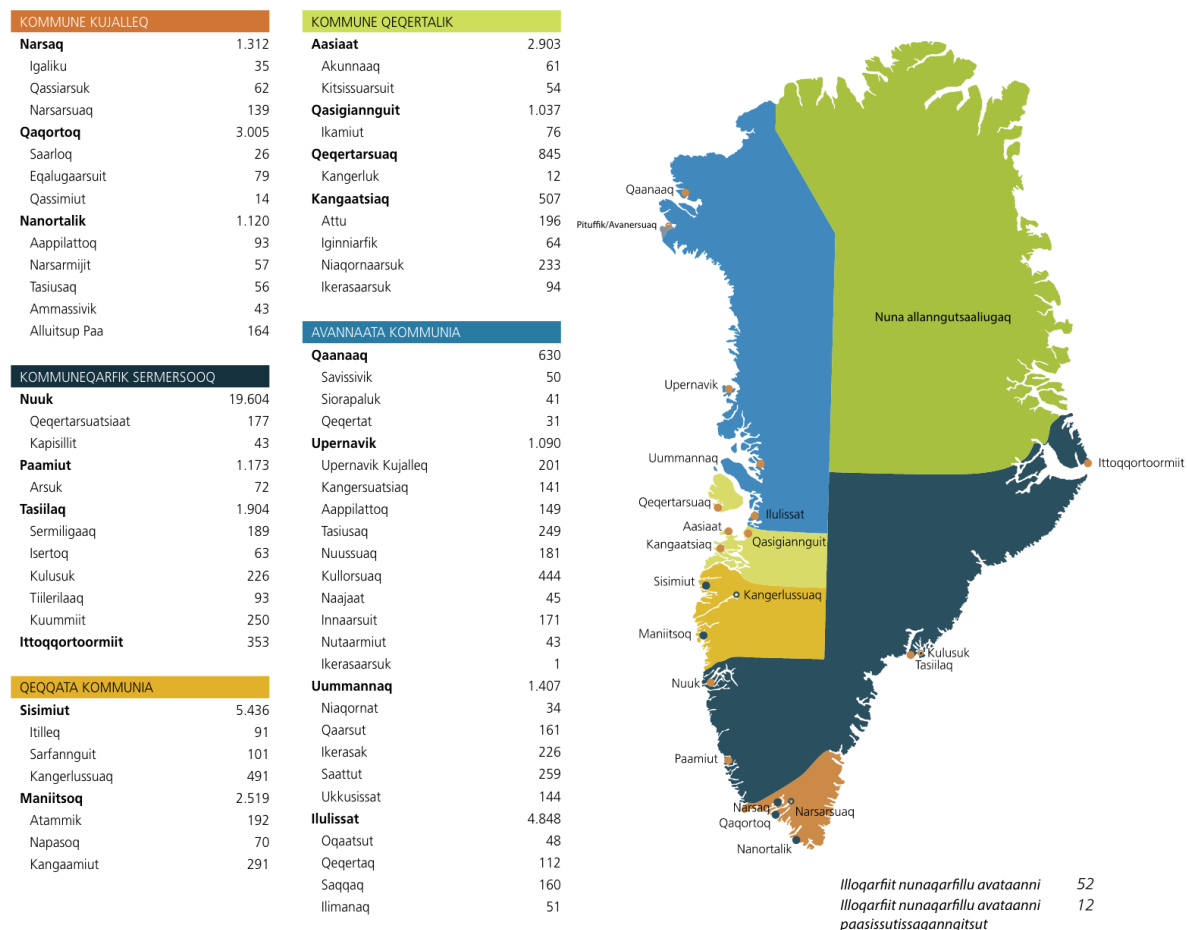 KOMMUNE KUJALLEQ
Narsaq 1.312
Igaliku 35
Qassiarsuk 62
Narsarsuaq 139
Qaqortoq 3.005
Saarloq 26
Eqalugaarsuit 79
Qassimiut 14
Nanortalik 1.120
Aappilattoq 93
Narsarmijit 57
Tasiusaq 56
Ammassivik 43
Alluitsup Paa 164
KOMMUNEQARFIK SERMERSOOQ
Nuuk 19.604
Qeqertarsuatsiaat 177
Kapisillit 43
Paamiut 1.173
Arsuk 72
Tasiilaq 1.904
Sermiligaaq 189
Isertoq 63
Kulusuk 226
Tiilerilaaq 93
Kuummiit 250
Ittoqqortoormiit 353
QEQQATA KOMMUNIA
Sisimiut 5.436
Itilleq 91
Sarfannguit 101
Kangerlussuaq 491
Maniitsoq 2.519
Atammik 192
Napasoq 70
Kangaamiut 291
KOMMUNE QEQERTALIK
Aasiaat 2.903
Akunnaaq 61
Kitsissuarsuit 54
Qasigiannguit 1.037
Ikamiut 76
Qeqertarsuaq 845
Kangerluk 12
Kangaatsiaq 507
Attu 196
Iginniarfik 64
Niaqornaarsuk 233
Ikerasaarsuk 94
AVANNAATA KOMMUNIA
Qaanaaq 630
Savissivik 50
Siorapaluk 41
Qeqertat 31
Upernavik 1.090
Upernavik Kujalleq 201
Kangersuatsiaq 141
Aappilattoq 149
Tasiusaq 249
Nuussuaq 181
Kullorsuaq 444
Naajaat 45
Innaarsuit 171
Nutaarmiut 43
Ikerasaarsuk 1
Uummannaq 1.407
Niaqornat 34
Qaarsut 161
Ikerasak 226
Saattut 259
Ukkusissat 144
Ilulissat 4.848
Oqaatsut 48
Qeqertaq 112
Saqqaq 160
Ilimanaq 51
Qaanaaq
Pituffik/Avanersuaq
Nuna allanngutsaaliugaq
Upernavik
Uummannaq
Ittoqqortoormiit
Qeqertarsuaq
Ilulissat
Aasiaat
Kangaatsiaq
Qasigiannguit
Sisimiut
Kangerlussuaq
Maniitsoq
Kulusuk
Tasiilaq
Nuuk
Paamiut
Narsaq
Narsarsuaq
Qaqortoq
Nanortalik
Illoqarfiit nunaqarfillu avataanni 52
Illoqarfiit nunaqarfillu avataanni 12
paasissutissaqanngitsut